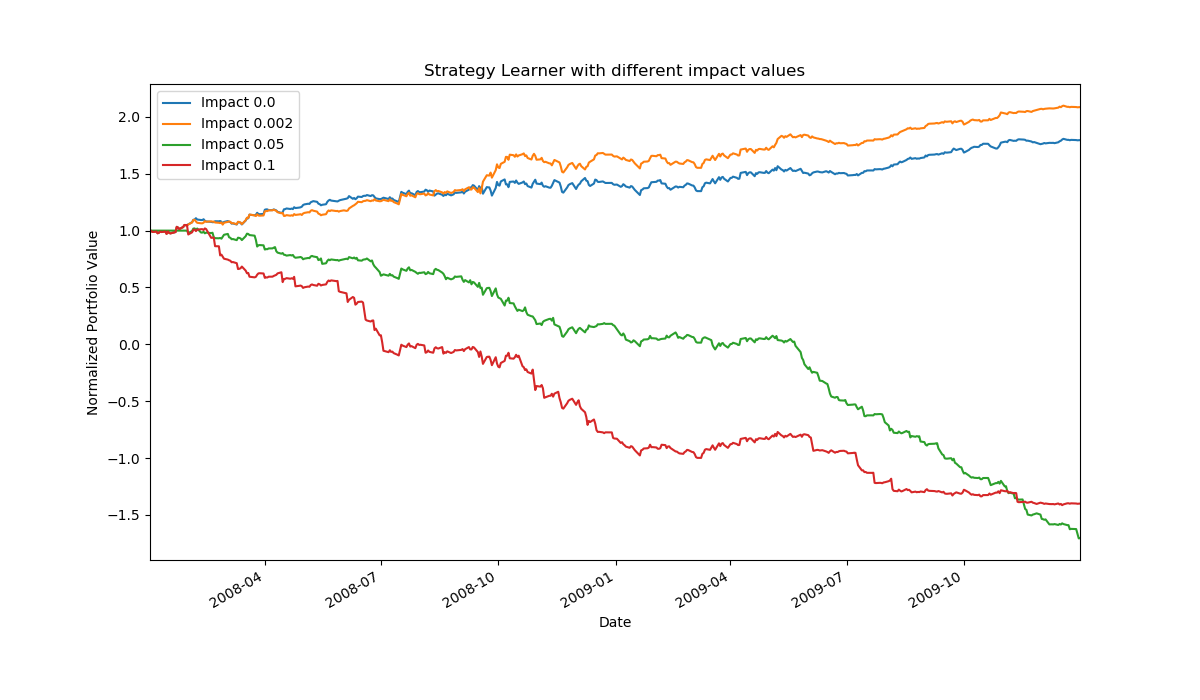 Strategy Learner with different impact values
Impact 0.0
Impact 0.002
Impact 0.05
Impact 0.1
Normalized Portfolio Value
2.0
1.5
1.0
0.5
0.0
−0.5
−1.0
−1.5
2008-04
2008-07
2008-10
2009-01
2009-04
2009-07
2009-10
Date